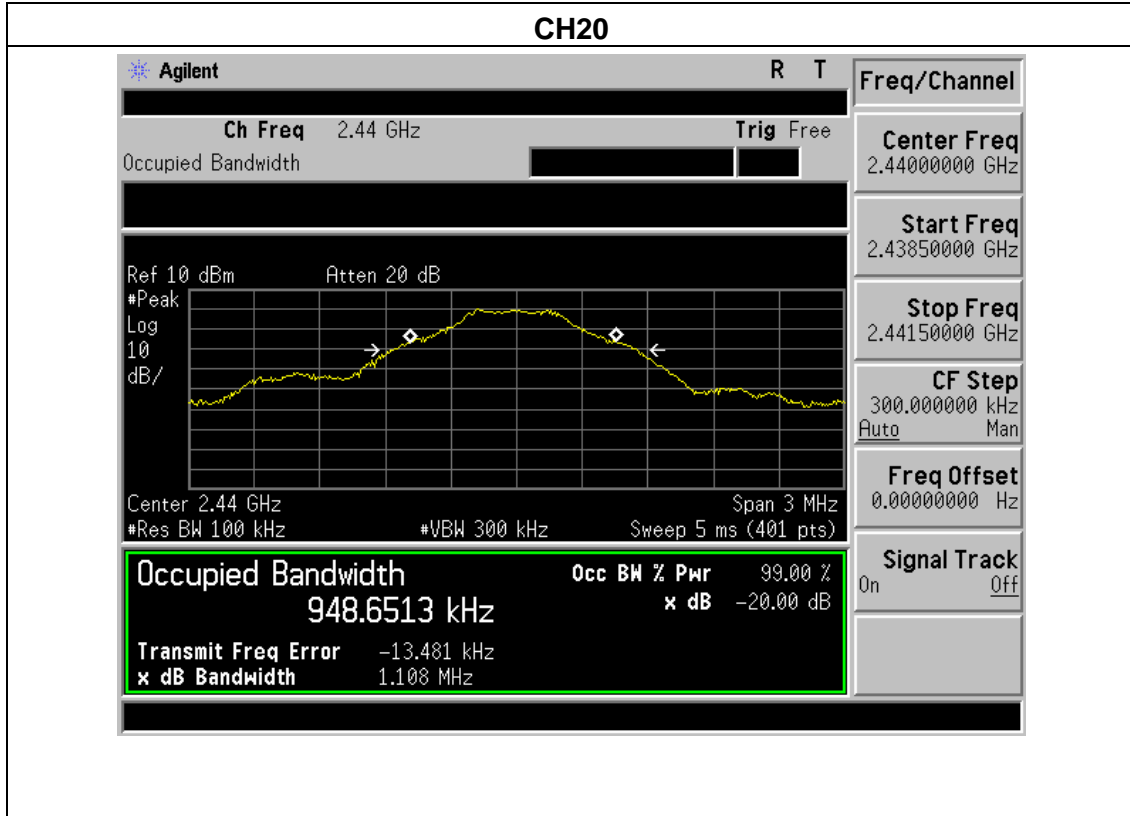 CH20
Agilent R T
Ch Freq 2.44 GHz Trig Free
Occupied Bandwidth
Ref 10 dBm Atten 20 dB
#Peak
Log
10
dB/
Center 2.44 GHz Span 3 MHz
#Res BW 100 kHz #VBW 300 kHz Sweep 5 ms (401 pts)
Occupied Bandwidth Occ BW % Pwr 99.00 %
948.6513 kHz x dB -20.00 dB
Transmit Freq Error -13.481 kHz
x dB Bandwidth 1.108 MHz
Freq/Channel
Center Freq
2.44000000 GHz
Start Freq
2.43850000 GHz
Stop Freq
2.44150000 GHz
CF Step
300.000000 kHz
Auto Man
Freq Offset
0.00000000 Hz
Signal Track
On Off